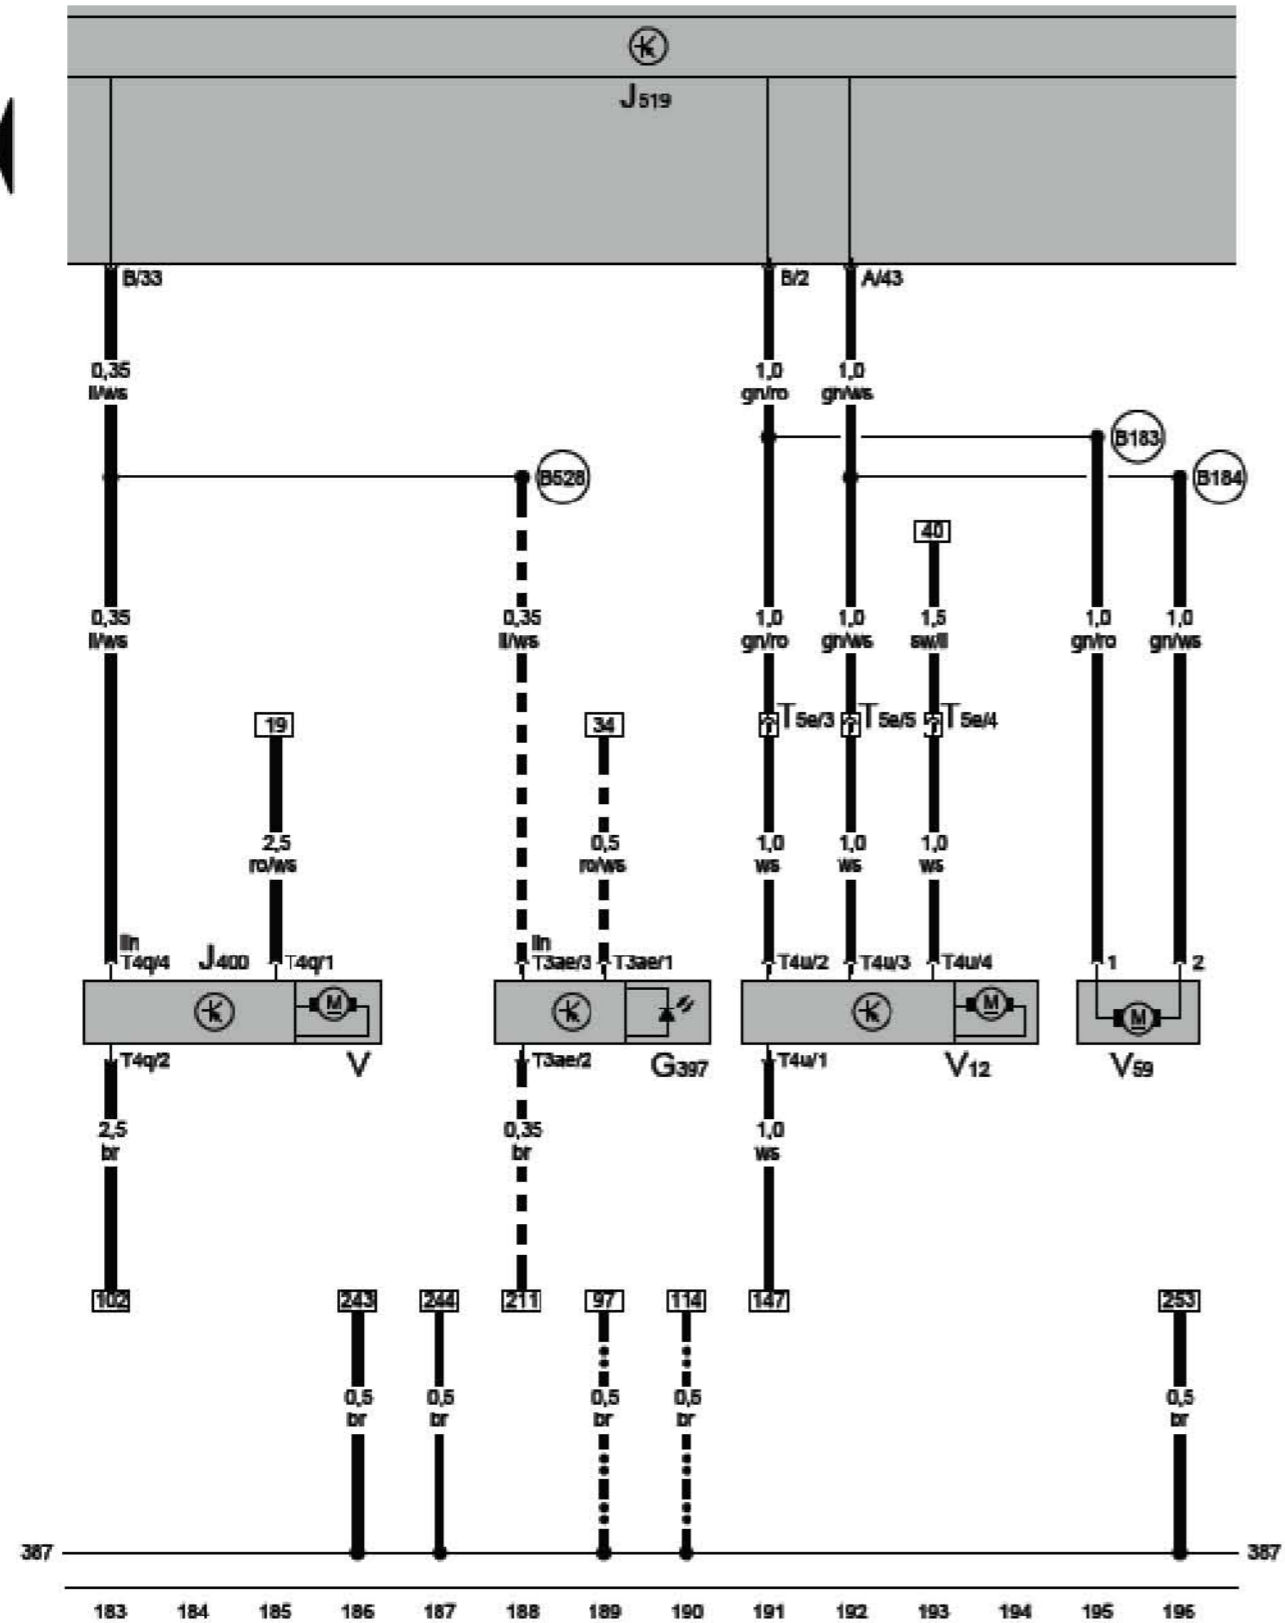 J519
B/33 B/2 A/43
0,35 1,0 1,0
li/ws gn/ro gn/ws
B183
B528 B184
40
0,35 0,35 1,0 1,0 1,5 1,0 1,0
li/ws li/ws gn/ro gn/ws sw/li gn/ro gn/ws
19 34 T5e/3 T5e/5 T5e/4
2,5 0,5 1,0 1,0 1,0
ro/ws ro/ws ws ws ws
lin lin
T4q/4 J400 T4q/1 T3ae/3 T3ae/1 T4u/2 T4u/3 T4u/4 1 2
M M M
T4q/2 V T3ae/2 G397 T4u/1 V12 V59
2,5 0,35 1,0
br br ws
102 243 244 211 97 114 147 253
0,5 0,5 0,5 0,5 0,5
br br br br br
387 387
183 184 185 186 187 188 189 190 191 192 193 194 195 196